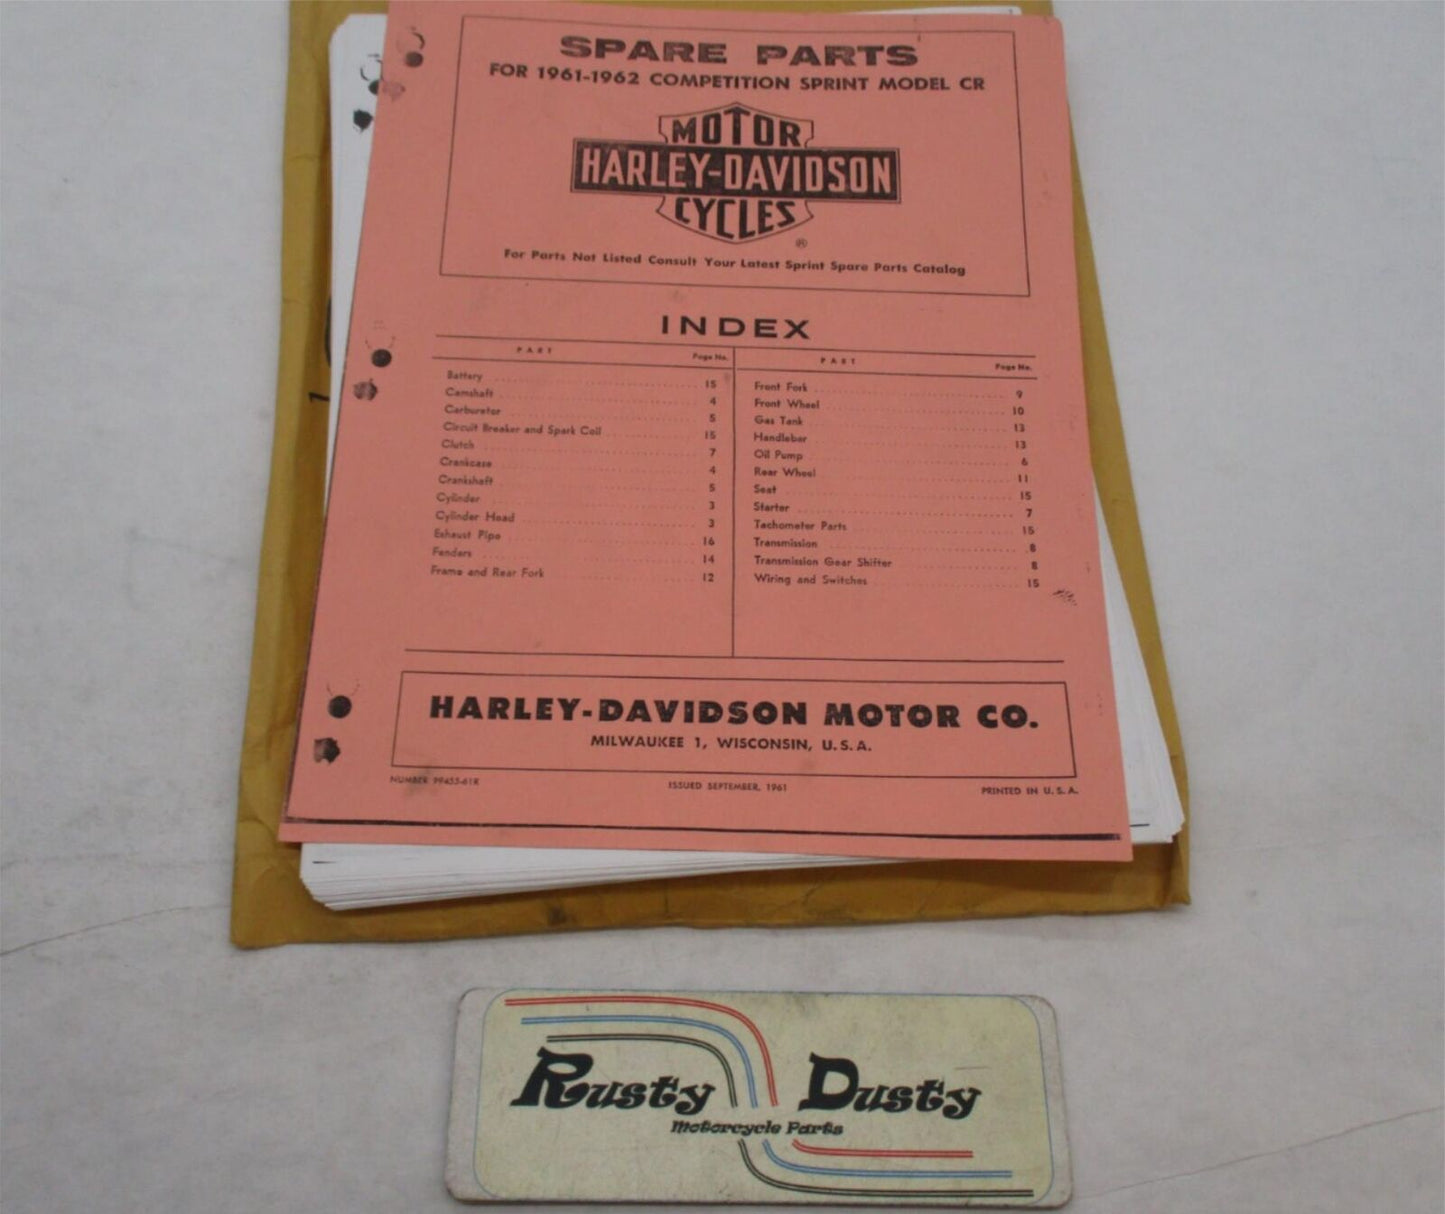 SPARE PARTS
FOR 1961-1962 COMPETITION SPRINT MODEL CR
MOTOR
HARLEY-DAVIDSON
CYCLES
®
For Parts Not Listed Consult Your Latest Sprint Spare Parts Catalog
INDEX
PART Page No.
Battery 15
Camshaft 4
Carburetor 5
Circuit Breaker and Spark Coil 15
Clutch 7
Crankcase 4
Crankshaft 5
Cylinder 3
Cylinder Head 3
Exhaust Pipe 16
Fenders 14
Frame and Rear Fork 12
PART Page No.
Front Fork 9
Front Wheel 10
Gas Tank 13
Handlebar 13
Oil Pump 6
Rear Wheel 11
Seat 15
Starter 7
Tachometer Parts 15
Transmission 8
Transmission Gear Shifter 8
Wiring and Switches 15
HARLEY-DAVIDSON MOTOR CO.
MILWAUKEE 1, WISCONSIN, U.S.A.
NUMBER 99455-61R
ISSUED SEPTEMBER, 1961
PRINTED IN U.S.A.
Rusty Dusty
Motorcycle Parts